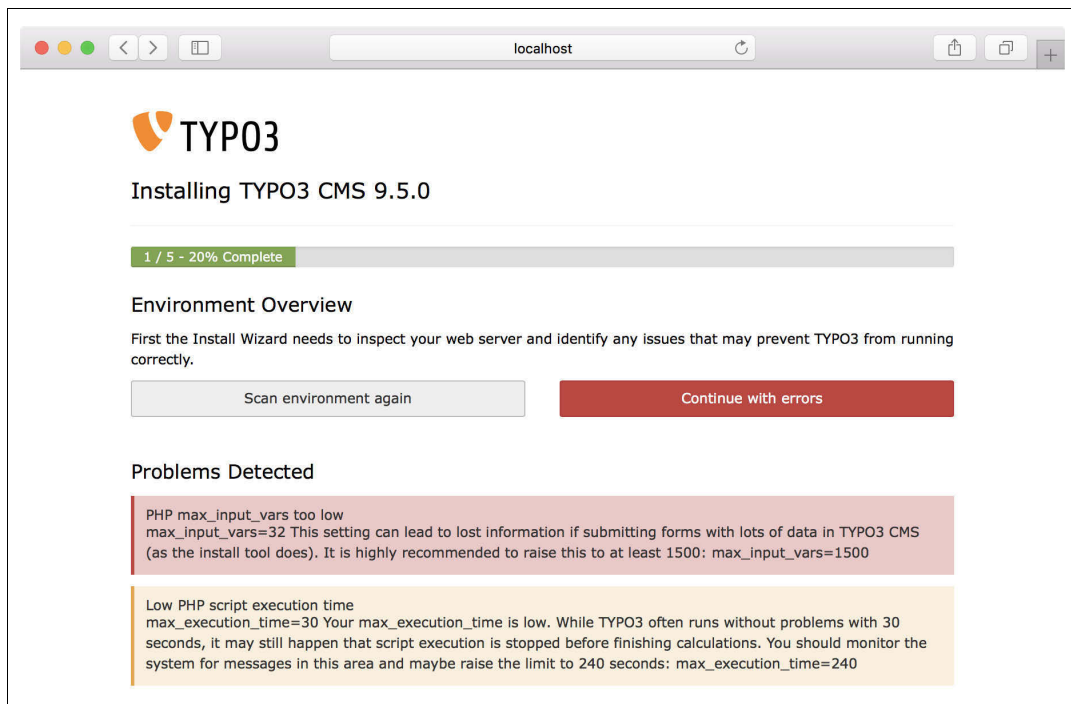 localhost
TYPO3
Installing TYPO3 CMS 9.5.0
1 / 5 - 20% Complete
Environment Overview
First the Install Wizard needs to inspect your web server and identify any issues that may prevent TYPO3 from running
correctly.
Scan environment again
Continue with errors
Problems Detected
PHP max_input_vars too low
max_input_vars=32 This setting can lead to lost information if submitting forms with lots of data in TYPO3 CMS
(as the install tool does). It is highly recommended to raise this to at least 1500: max_input_vars=1500
Low PHP script execution time
max_execution_time=30 Your max_execution_time is low. While TYPO3 often runs without problems with 30
seconds, it may still happen that script execution is stopped before finishing calculations. You should monitor the
system for messages in this area and maybe raise the limit to 240 seconds: max_execution_time=240